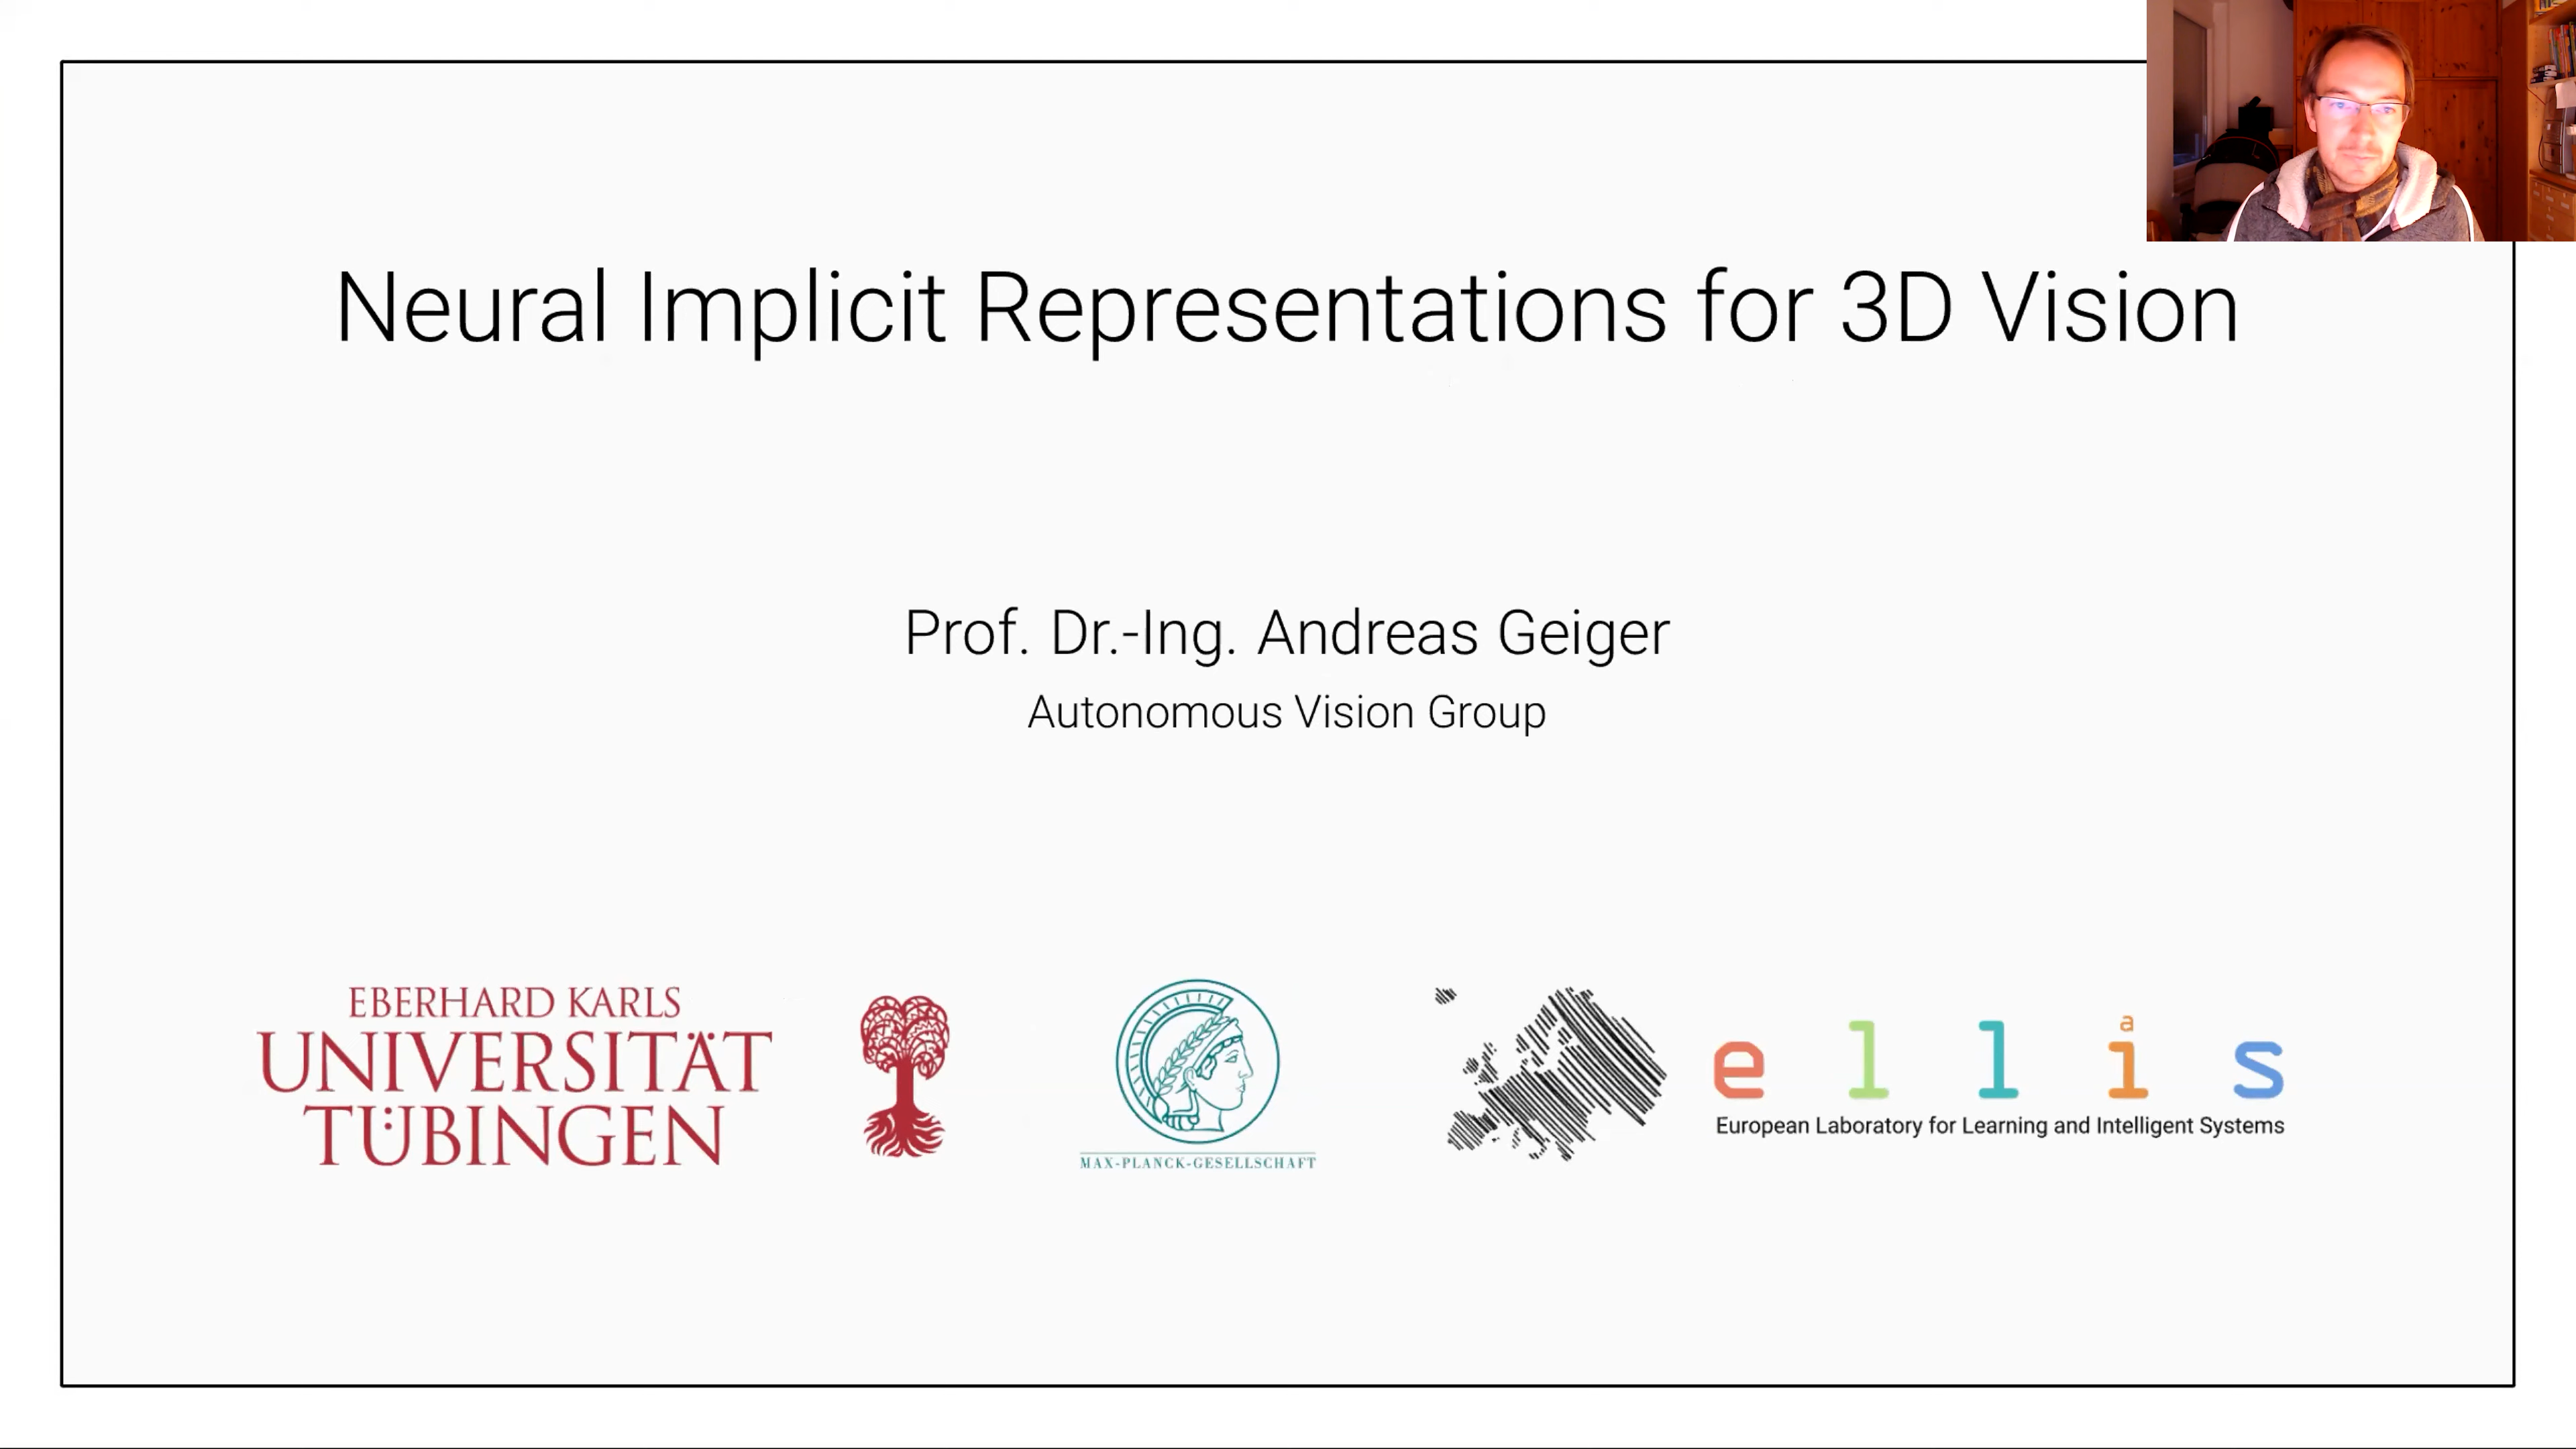 Neural Implicit Representations for 3D Vision
Prof. Dr.-Ing. Andreas Geiger
Autonomous Vision Group
EBERHARD KARLS
UNIVERSITÄT
TÜBINGEN
MAX-PLANCK-GESELLSCHAFT
a
e l l i s
European Laboratory for Learning and Intelligent Systems